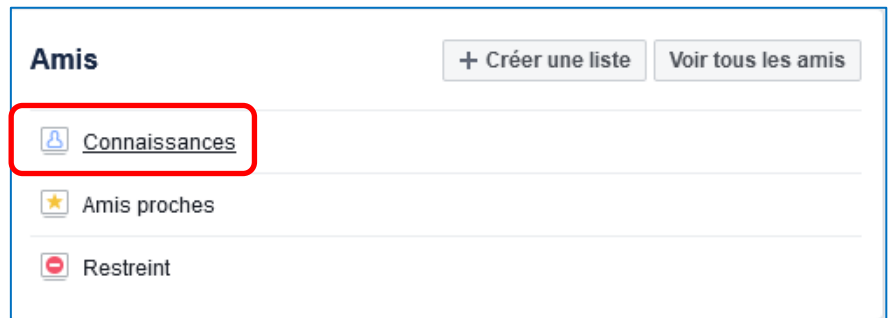 Amis
+ Créer une liste
Voir tous les amis
Connaissances
Amis proches
Restreint